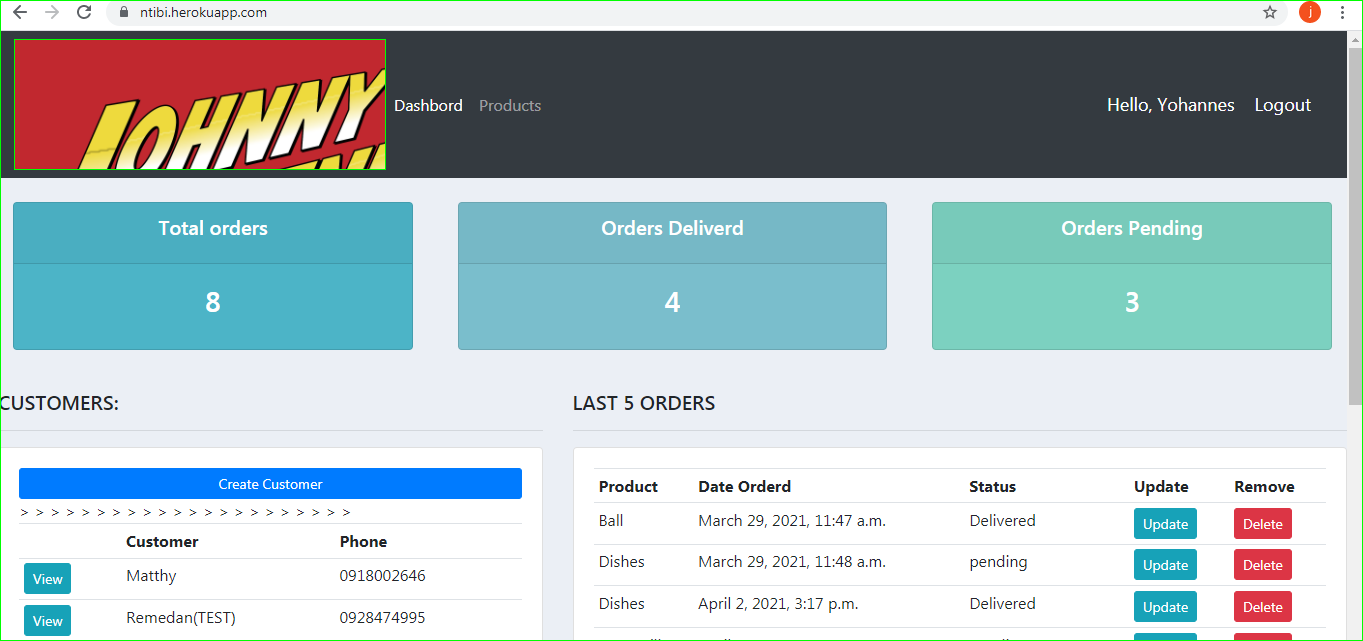 ntibi.herokuapp.com
j
JOHNNY
Dashbord Products
Hello, Yohannes Logout
Total orders
8
Orders Deliverd
4
Orders Pending
3
CUSTOMERS:
Create Customer
> > > > > > > > > > > > > > > > > > > > > >
Customer Phone
View Matthy 0918002646
View Remedan(TEST) 0928474995
LAST 5 ORDERS
Product Date Orderd Status Update Remove
Ball March 29, 2021, 11:47 a.m. Delivered Update Delete
Dishes March 29, 2021, 11:48 a.m. pending Update Delete
Dishes April 2, 2021, 3:17 p.m. Delivered Update Delete